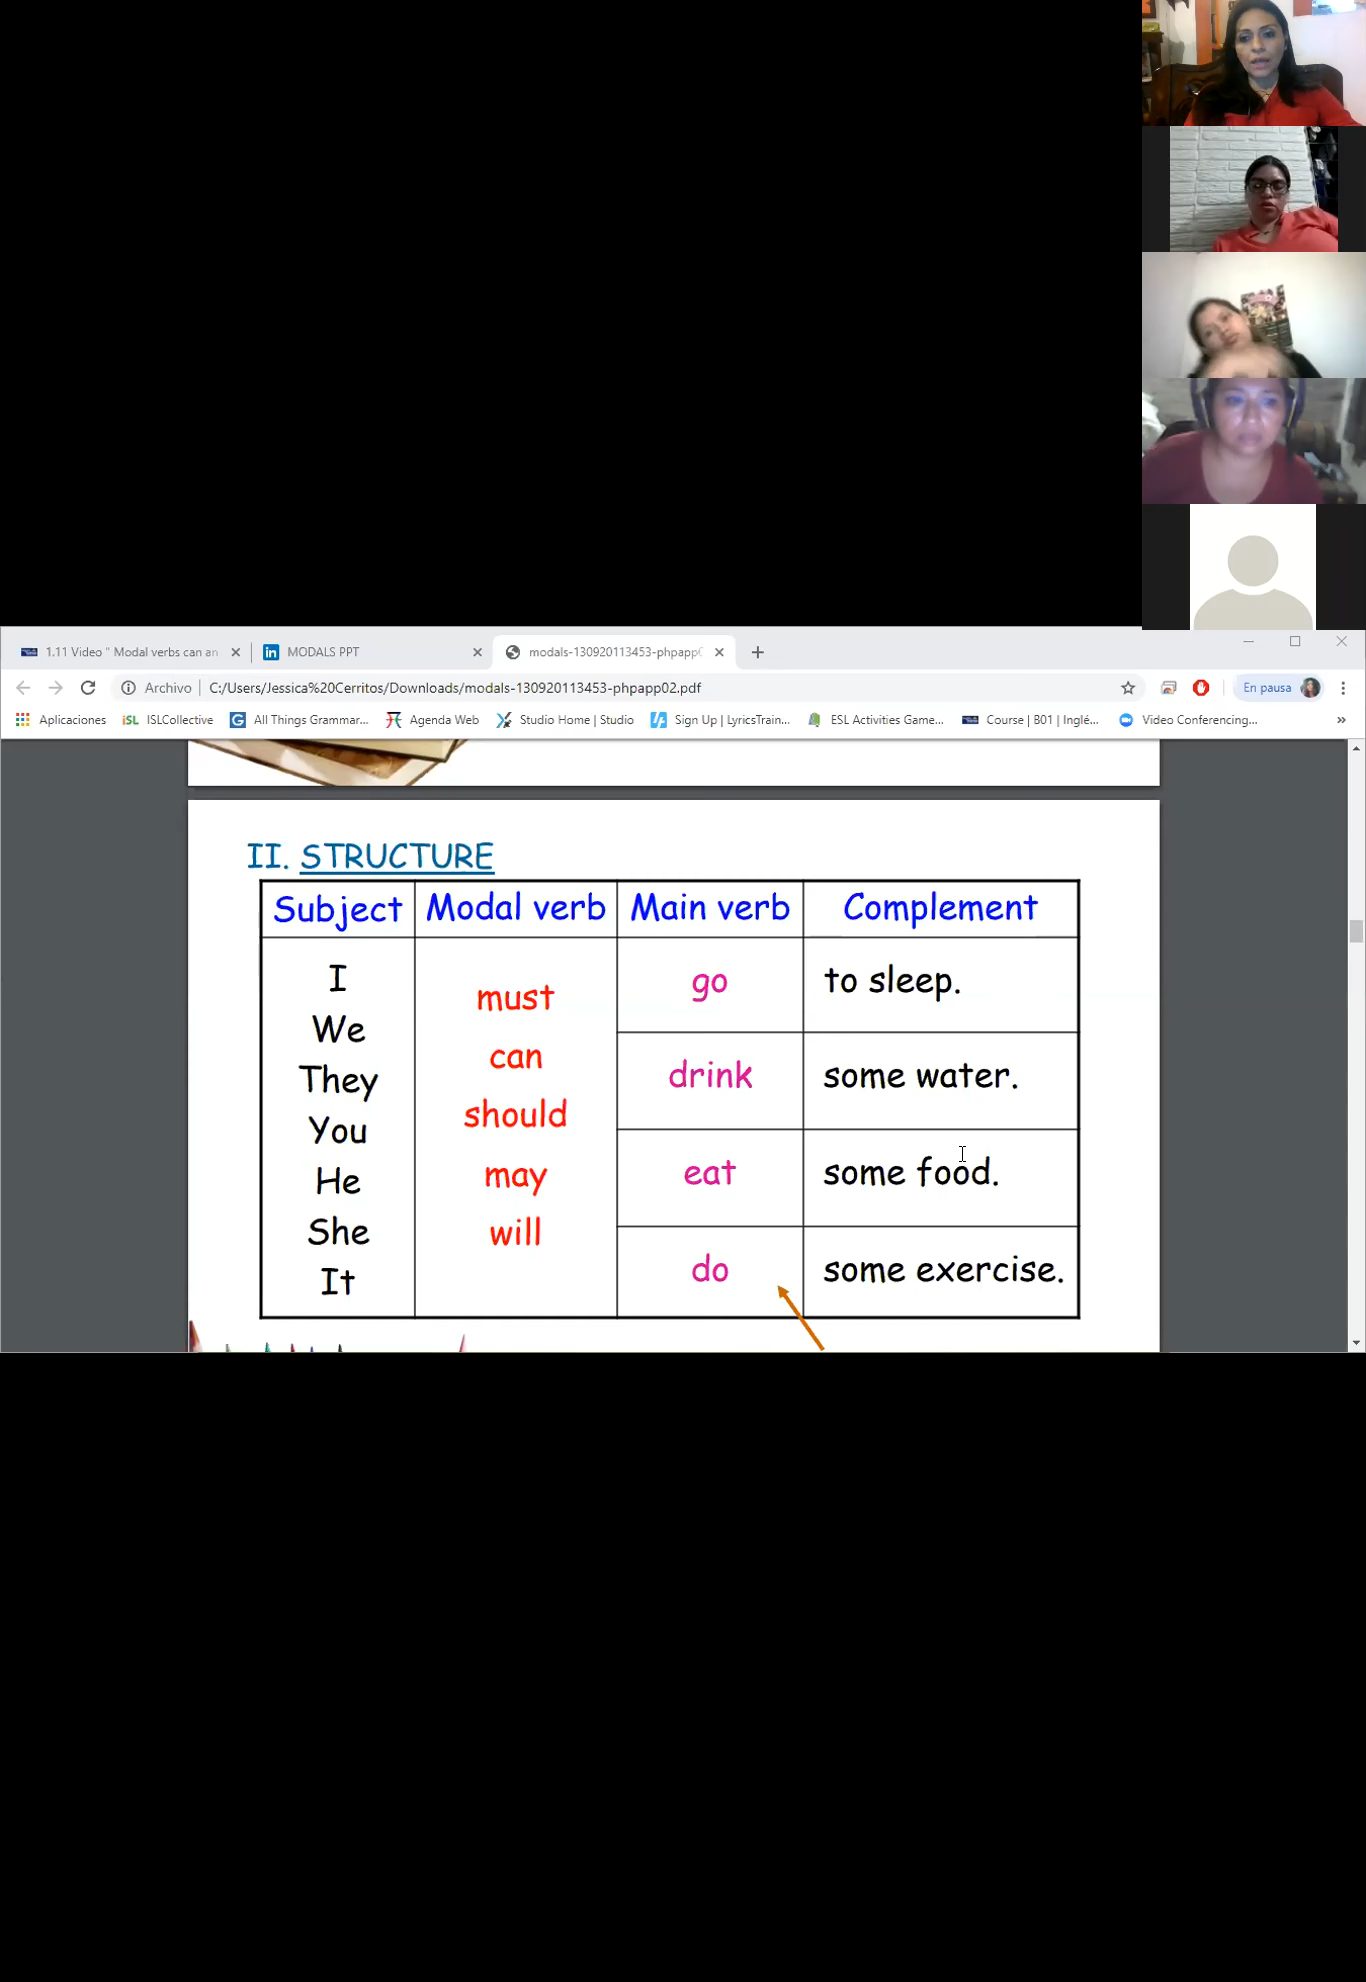 1.11 Video " Modal verbs can an
MODALS PPT
modals-130920113453-phpapp0
Archivo
C:/Users/Jessica%20Cerritos/Downloads/modals-130920113453-phpapp02.pdf
En pausa
Aplicaciones
iSL ISLCollective
G All Things Grammar...
Agenda Web
Studio Home | Studio
Sign Up | LyricsTrain...
ESL Activities Game...
Course | B01 | Inglé...
Video Conferencing...
»
II. STRUCTURE
Subject Modal verb Main verb Complement
I
We
They
You
He
She
It
must
can
should
may
will
go to sleep.
drink some water.
eat some food.
do some exercise.